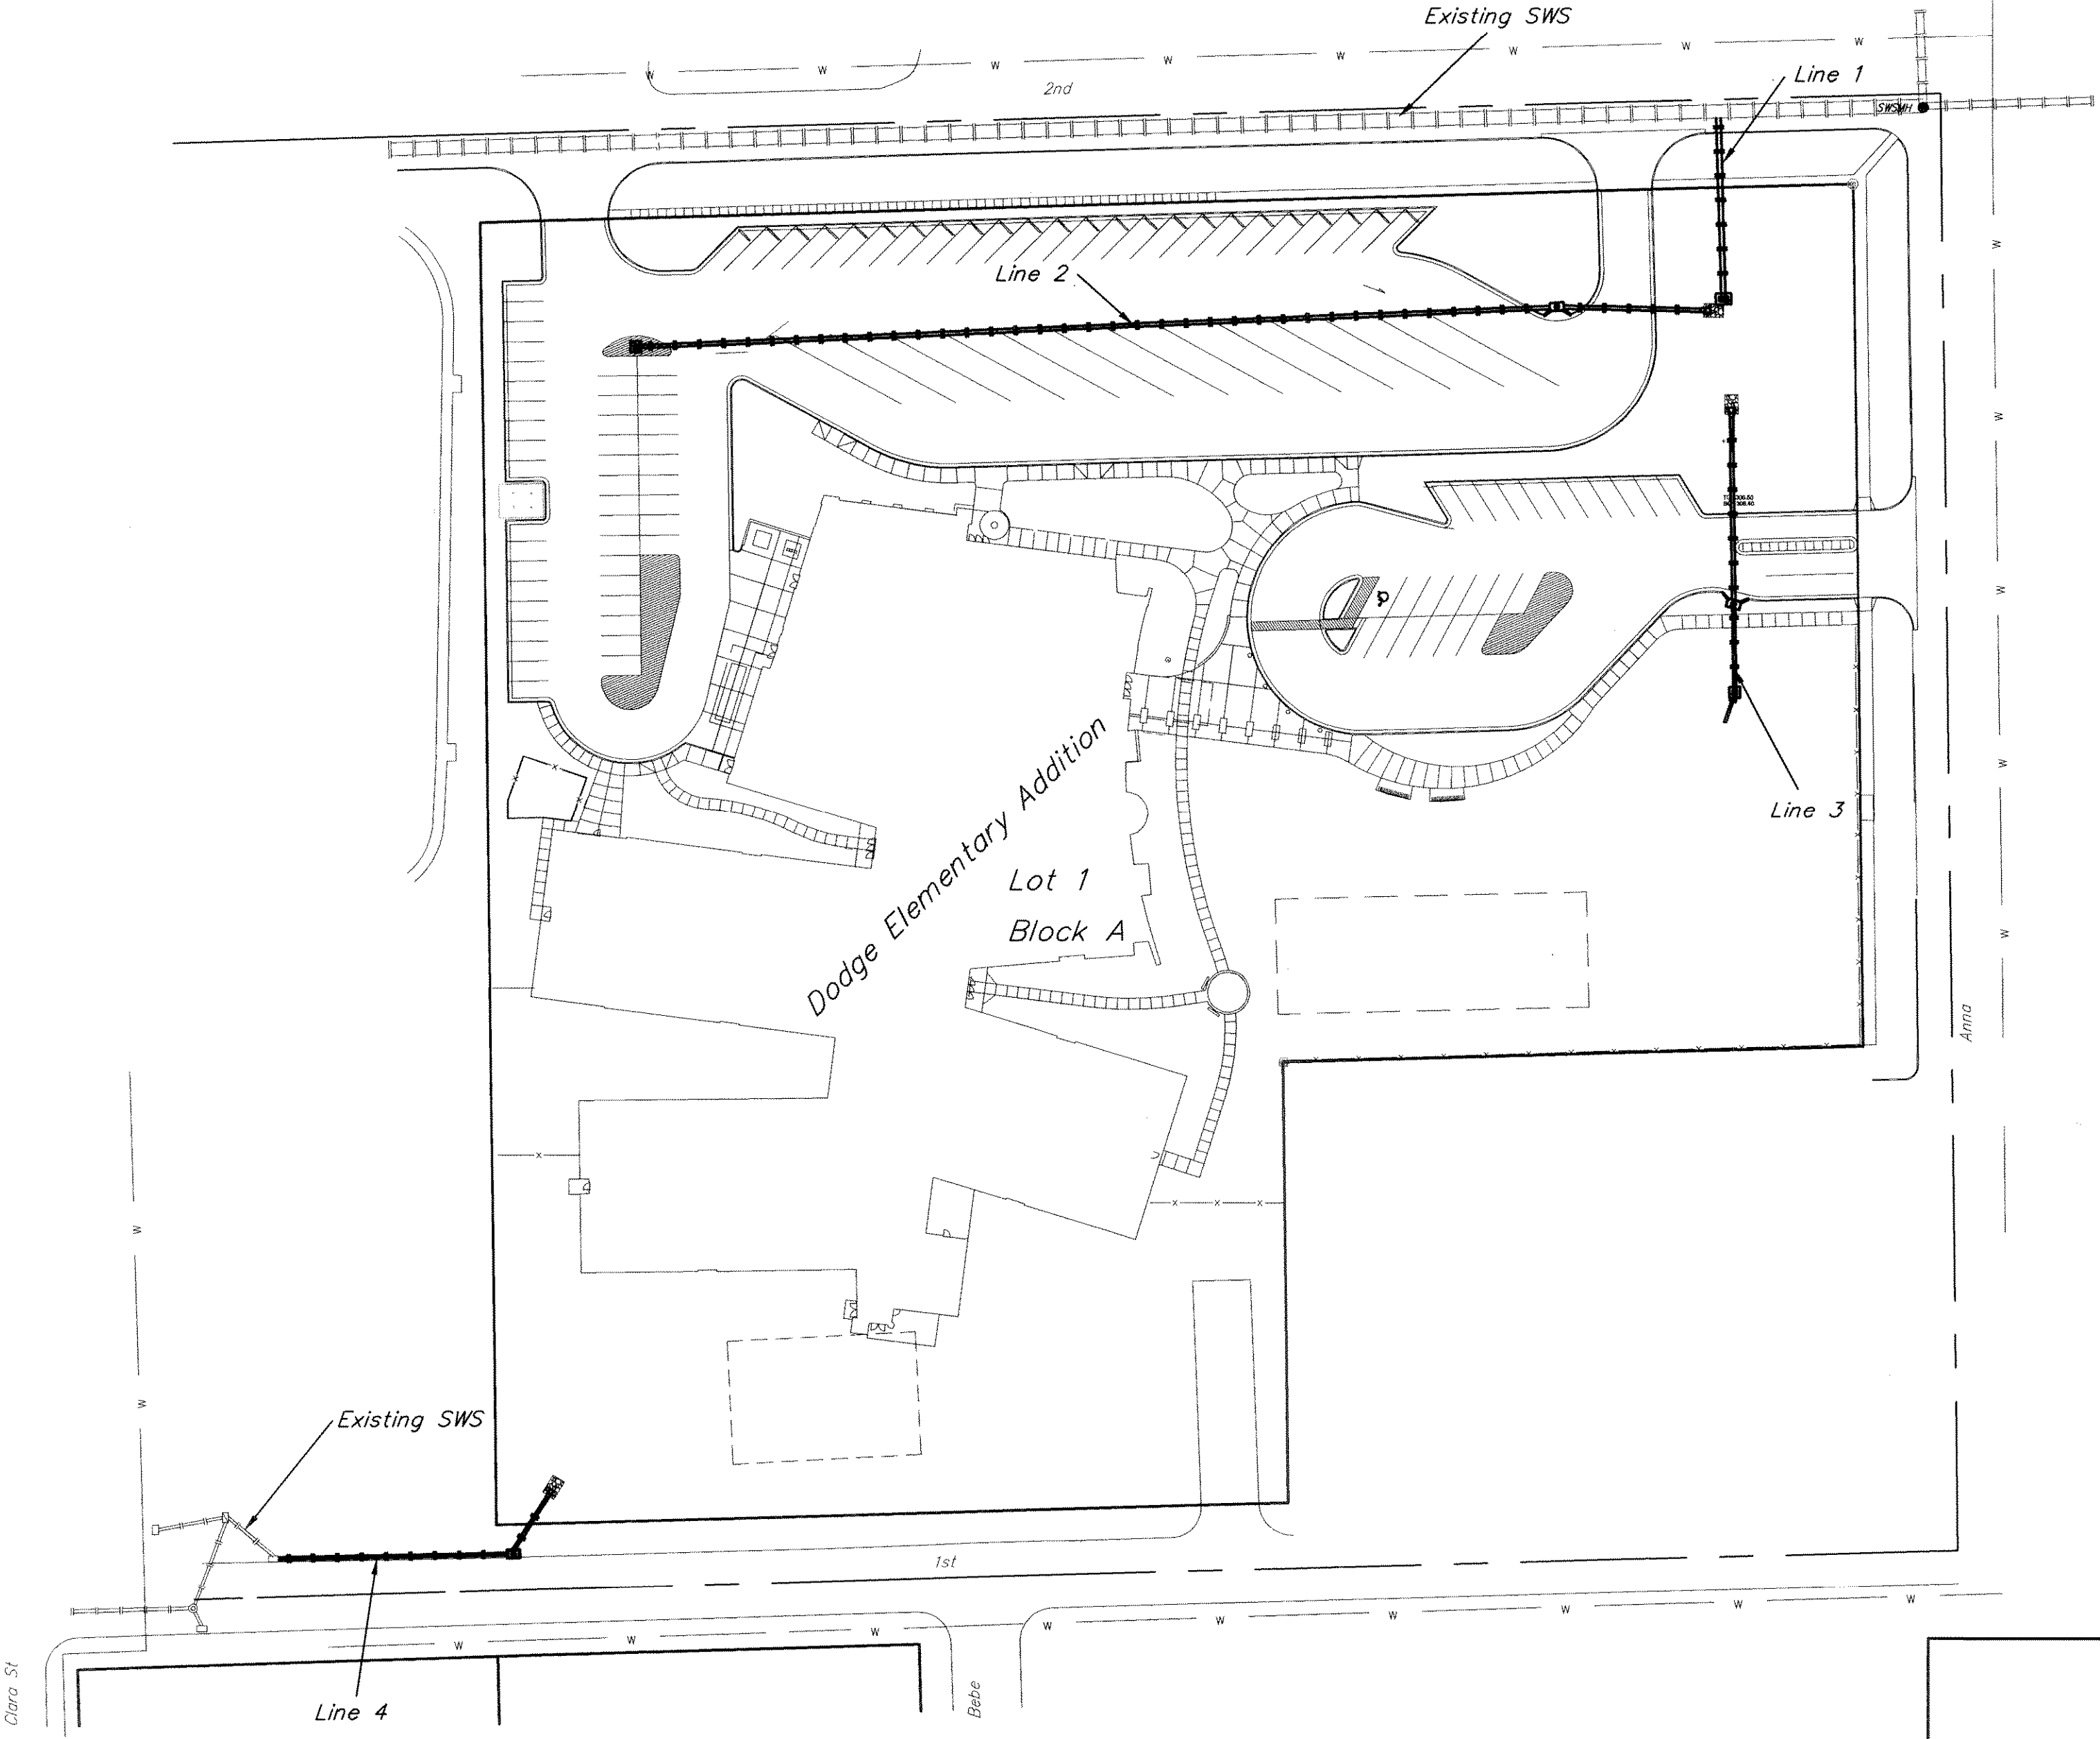 Existing SWS
W W W W W W W W
2nd
Line 1
SWSMH
W
Line 2
W
W
W
Line 3
W
W
Dodge Elementary Addition
Lot 1
Block A
Anna
x x x x x x x x x x x x x
W
W
x
x x x
Existing SWS
1st
W W W W W W W W W
Line 4
Clara St
Bebe